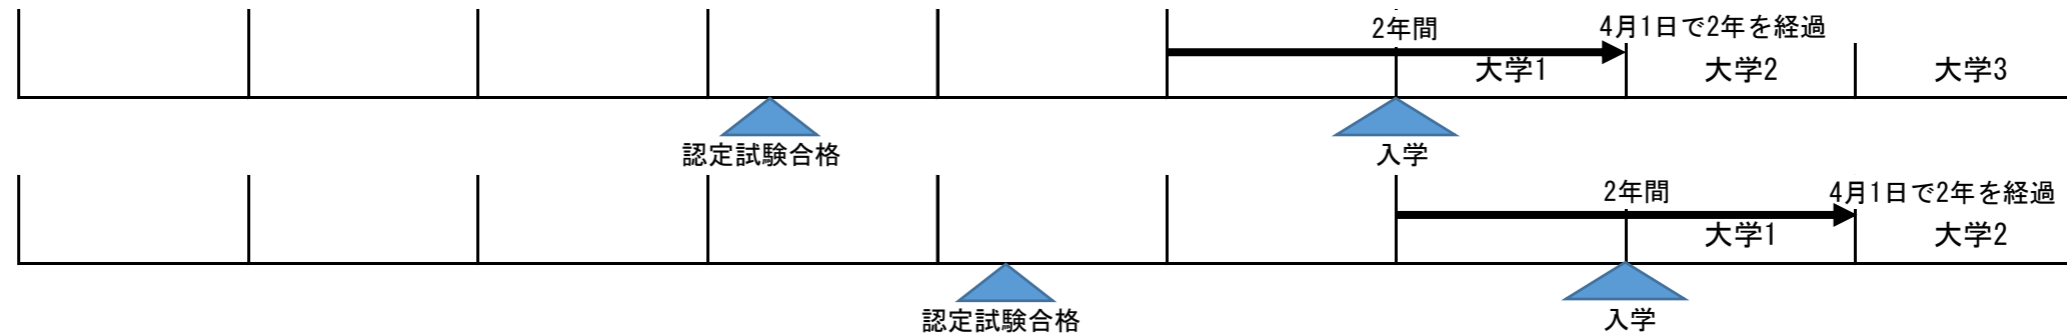 2年間
4月1日で2年を経過
大学1
大学2
大学3
認定試験合格
入学
2年間
4月1日で2年を経過
大学1
大学2
認定試験合格
入学